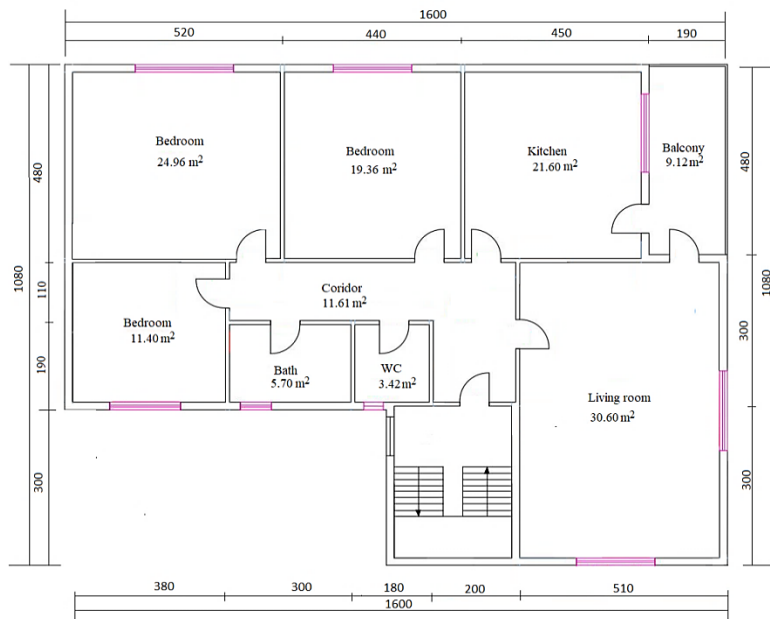 1600
520 440 450 190
Bedroom
24.96 m²
Bedroom
19.36 m²
Kitchen
21.60 m²
Balcony
9.12 m²
480
480
1080
110
Coridor
11.61 m²
1080
Bedroom
11.40 m²
300
190
Bath
5.70 m²
WC
3.42 m²
Living room
30.60 m²
300
300
380 300 180 200 510
1600